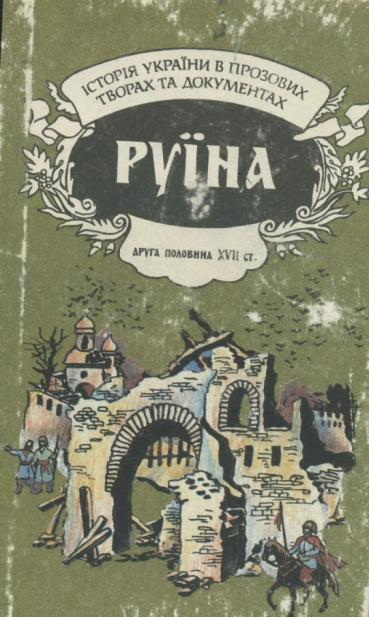 ІСТОРІЯ УКРАЇНИ В ПРОЗОВИХ
ТВОРАХ ТА ДОКУМЕНТАХ
РУЇНА
ДРУГА ПОЛОВИНА XVII СТ.